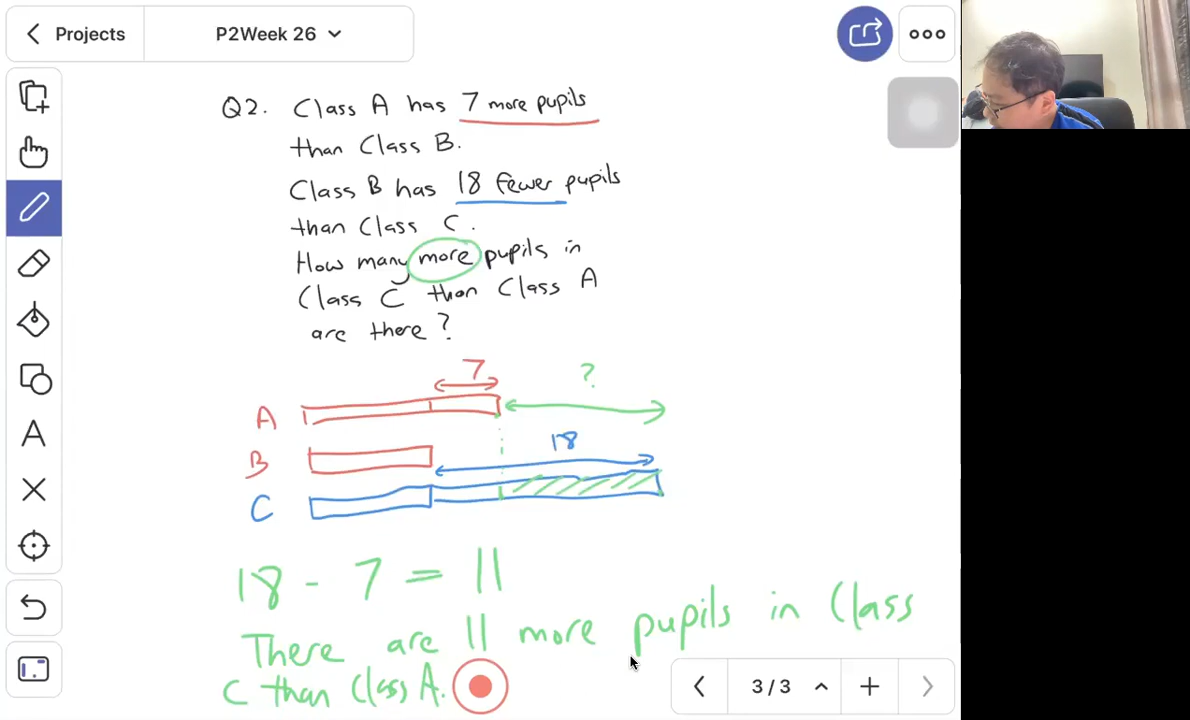 Projects
P2Week 26
Q2. Class A has 7 more pupils
than Class B.
Class B has 18 fewer pupils
than Class C.
How many more pupils in
Class C than Class A
are there?
7
?
A
18
B
C
18 - 7 = 11
There are 11 more pupils in Class
C than Class A.
3/3